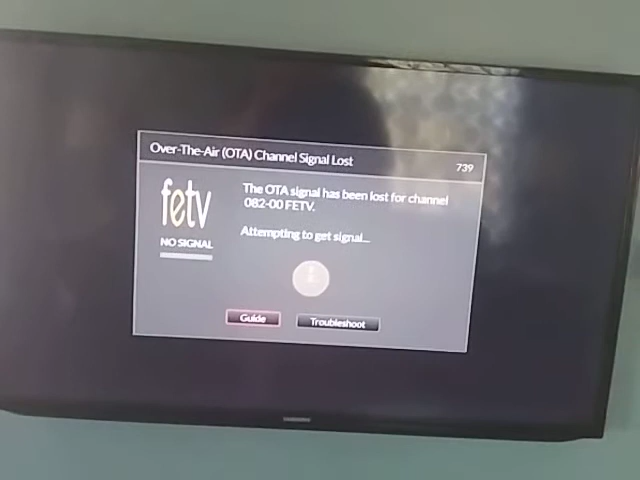 Over-The-Air (OTA) Channel Signal Lost
739
fetv
NO SIGNAL
The OTA signal has been lost for channel
082-00 FETV.
Attempting to get signal...
Guide
Troubleshoot
SAMSUNG